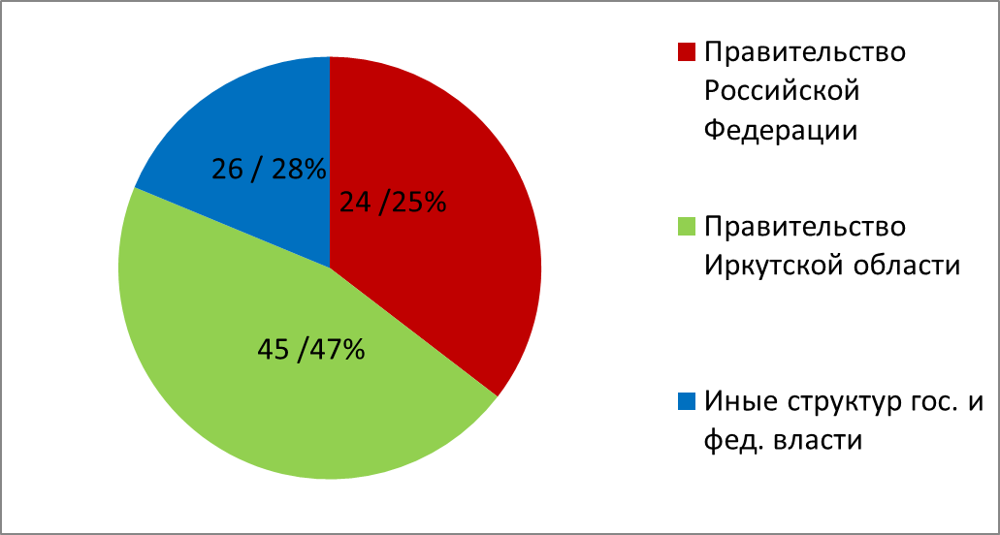 26 / 28%
24 /25%
45 /47%
Правительство
Российской
Федерации
Правительство
Иркутской области
Иные структур гос. и
фед. власти